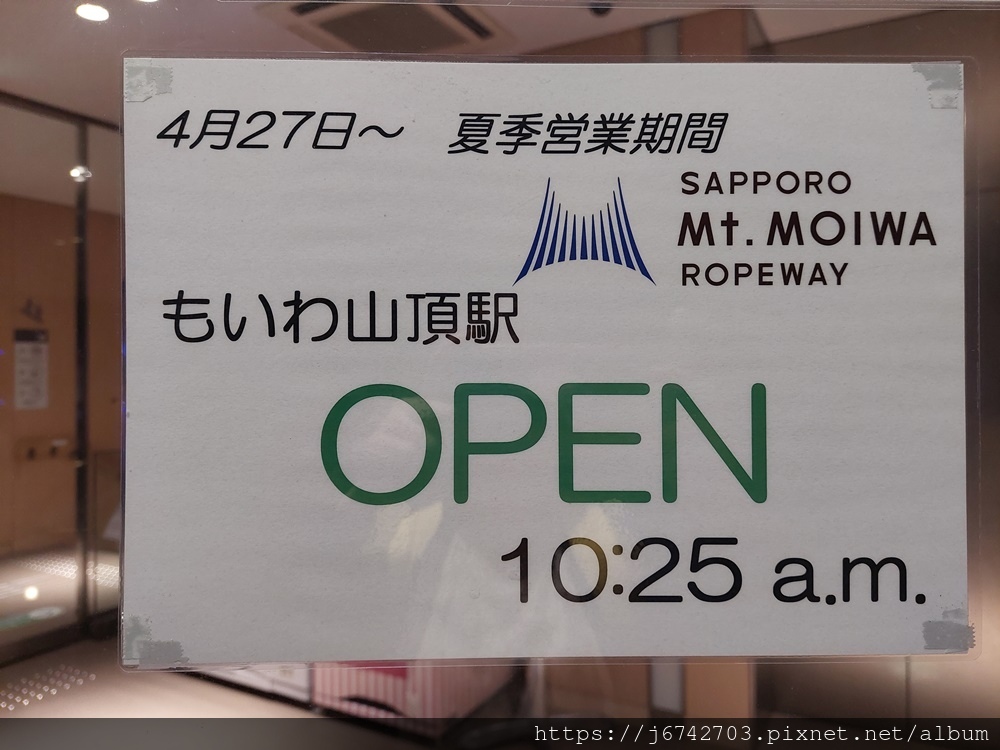 4月27日～　夏季営業期間
SAPPORO
Mt. MOIWA
ROPEWAY
もいわ山頂駅
OPEN
10:25 a.m.
https://j6742703.pixnet.net/album